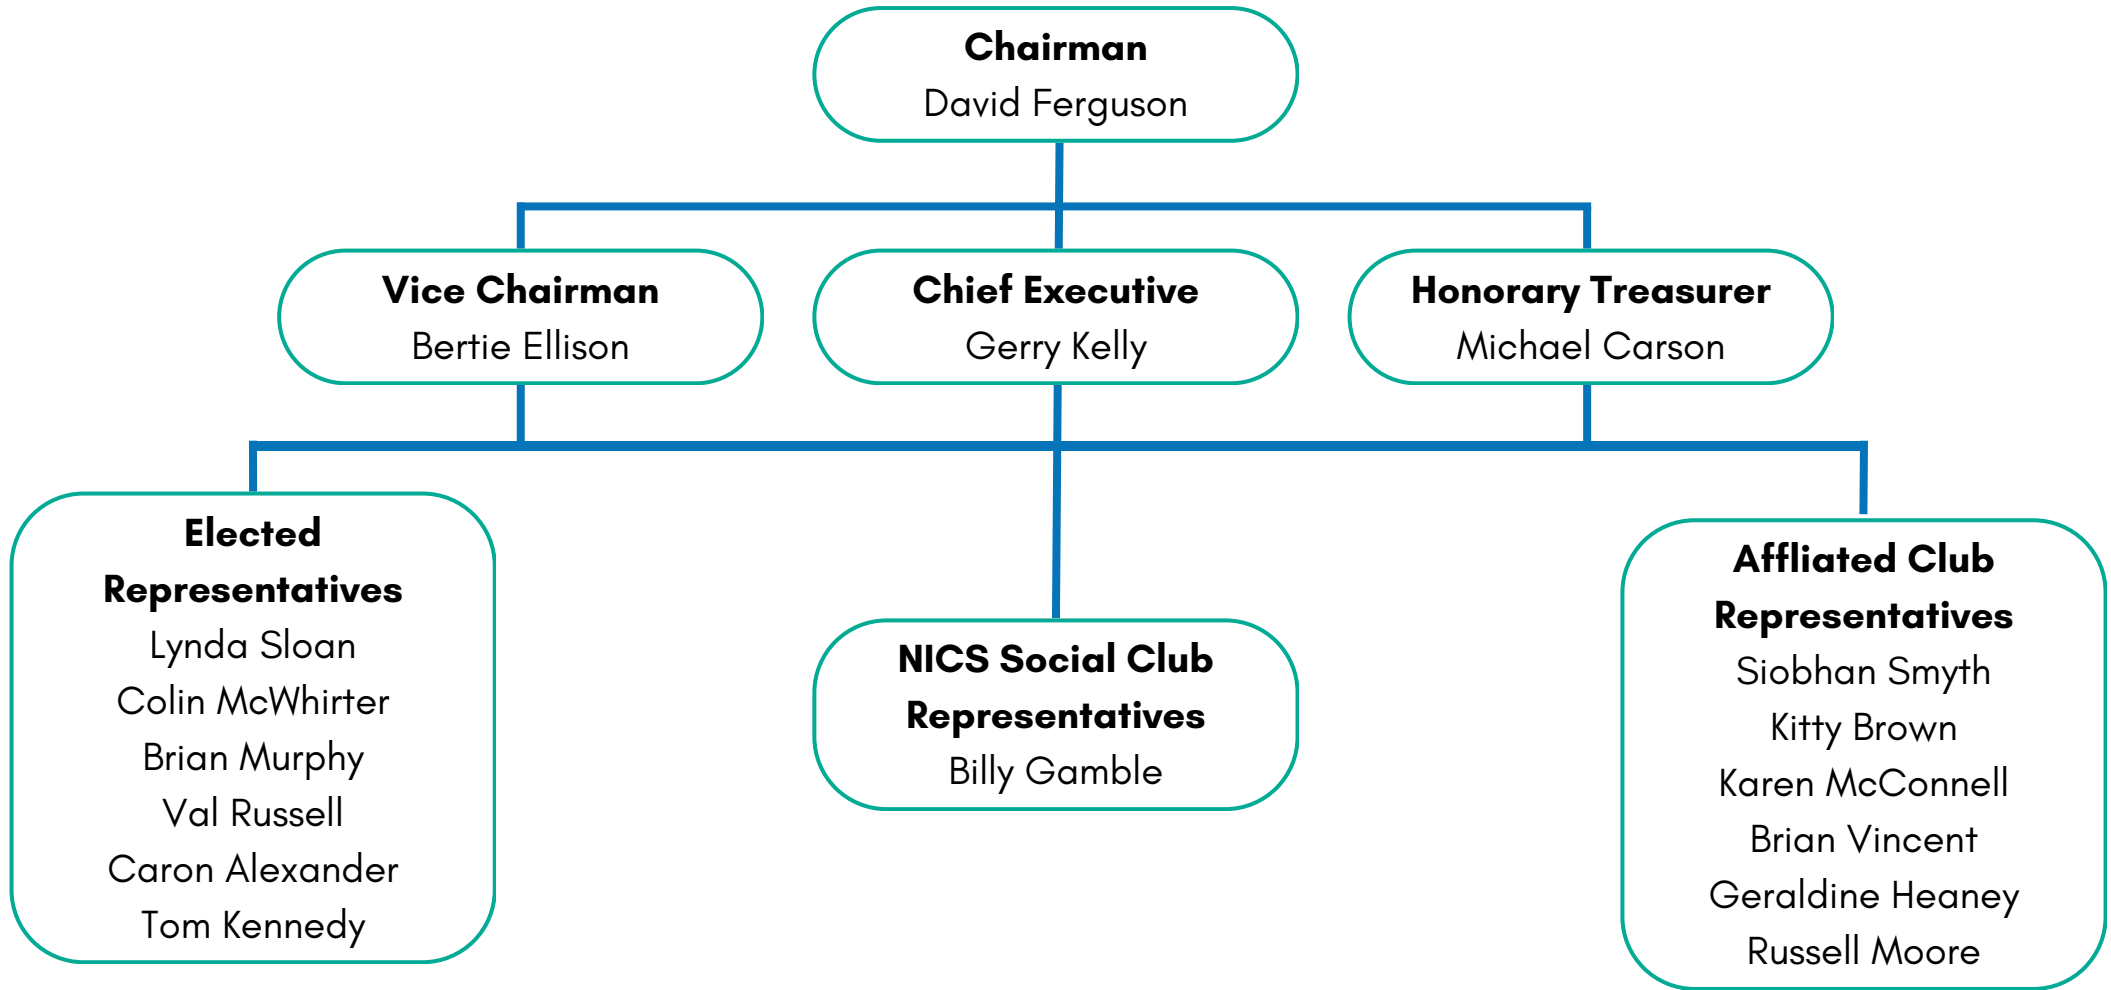 Chairman
David Ferguson
Vice Chairman
Bertie Ellison
Chief Executive
Gerry Kelly
Honorary Treasurer
Michael Carson
Elected
Representatives
Lynda Sloan
Colin McWhirter
Brian Murphy
Val Russell
Caron Alexander
Tom Kennedy
NICS Social Club
Representatives
Billy Gamble
Affliated Club
Representatives
Siobhan Smyth
Kitty Brown
Karen McConnell
Brian Vincent
Geraldine Heaney
Russell Moore